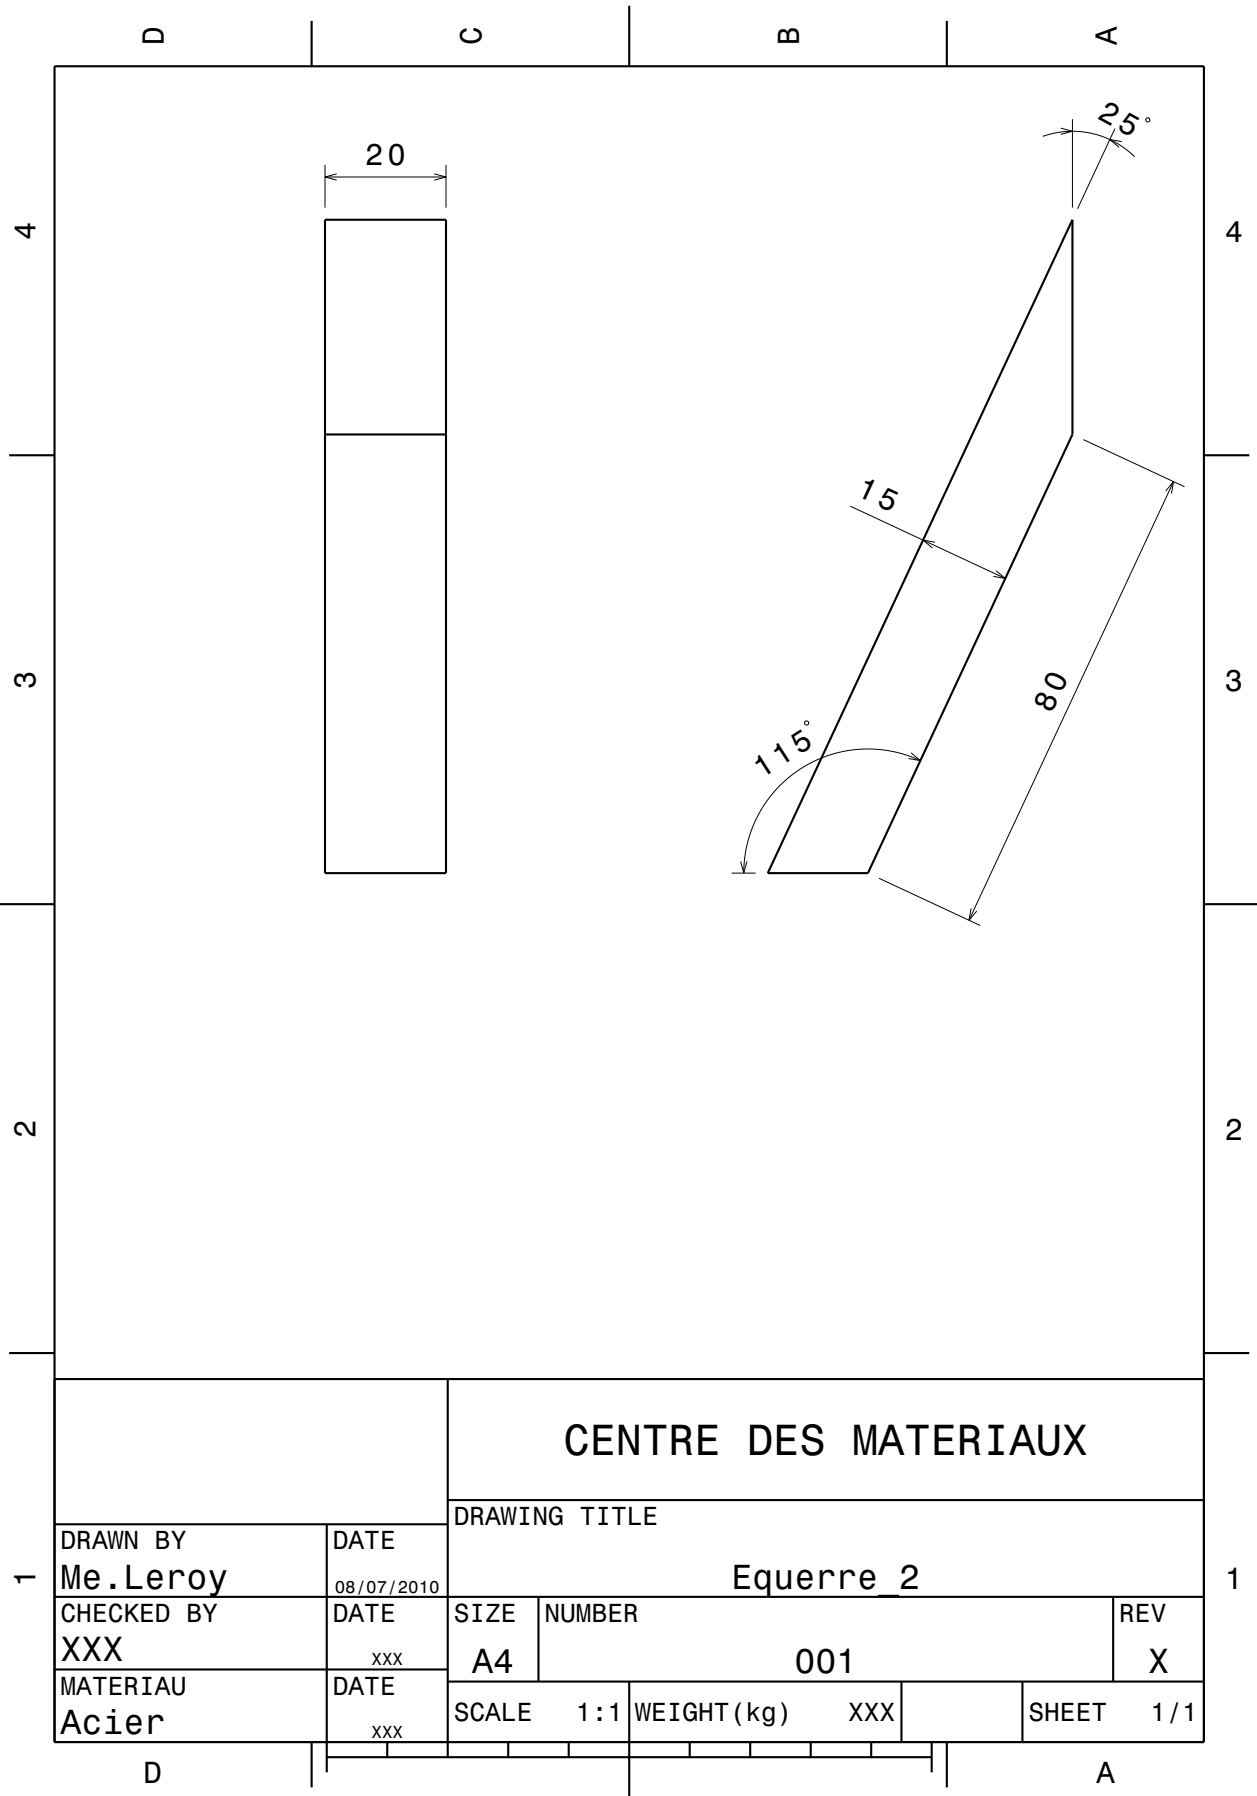 D C B A
20
25°
4 4
15
3 80 3
115°
2 2
CENTRE DES MATERIAUX
DRAWING TITLE
Equerre_2
DRAWN BY DATE
Me.Leroy 08/07/2010
1 1
CHECKED BY DATE
XXX xxx
SIZE NUMBER REV
A4 001 X
MATERIAU DATE
Acier xxx
SCALE 1:1 WEIGHT(kg) XXX SHEET 1/1
D A